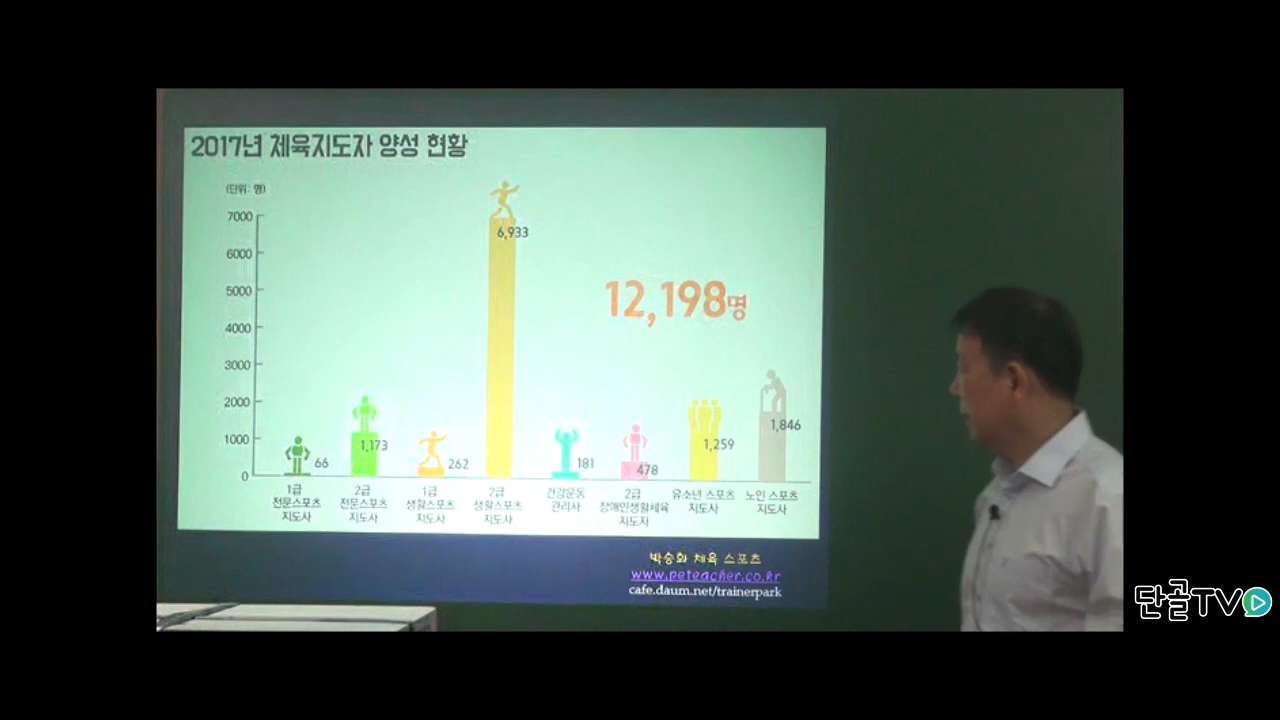 2017년 체육지도자 양성 현황
(단위: 명)
7000
6000
5000
4000
3000
2000
1000
0
66
1,173
262
6,933
181
478
1,259
1,846
12,198명
1급
전문스포츠
지도사
2급
전문스포츠
지도사
1급
생활스포츠
지도사
2급
생활스포츠
지도사
건강운동
관리사
2급
장애인생활체육
지도자
유소년 스포츠
지도사
노인 스포츠
지도사
박승화 체육 스포츠
www.peteacher.co.kr
cafe.daum.net/trainerpark
단골TV